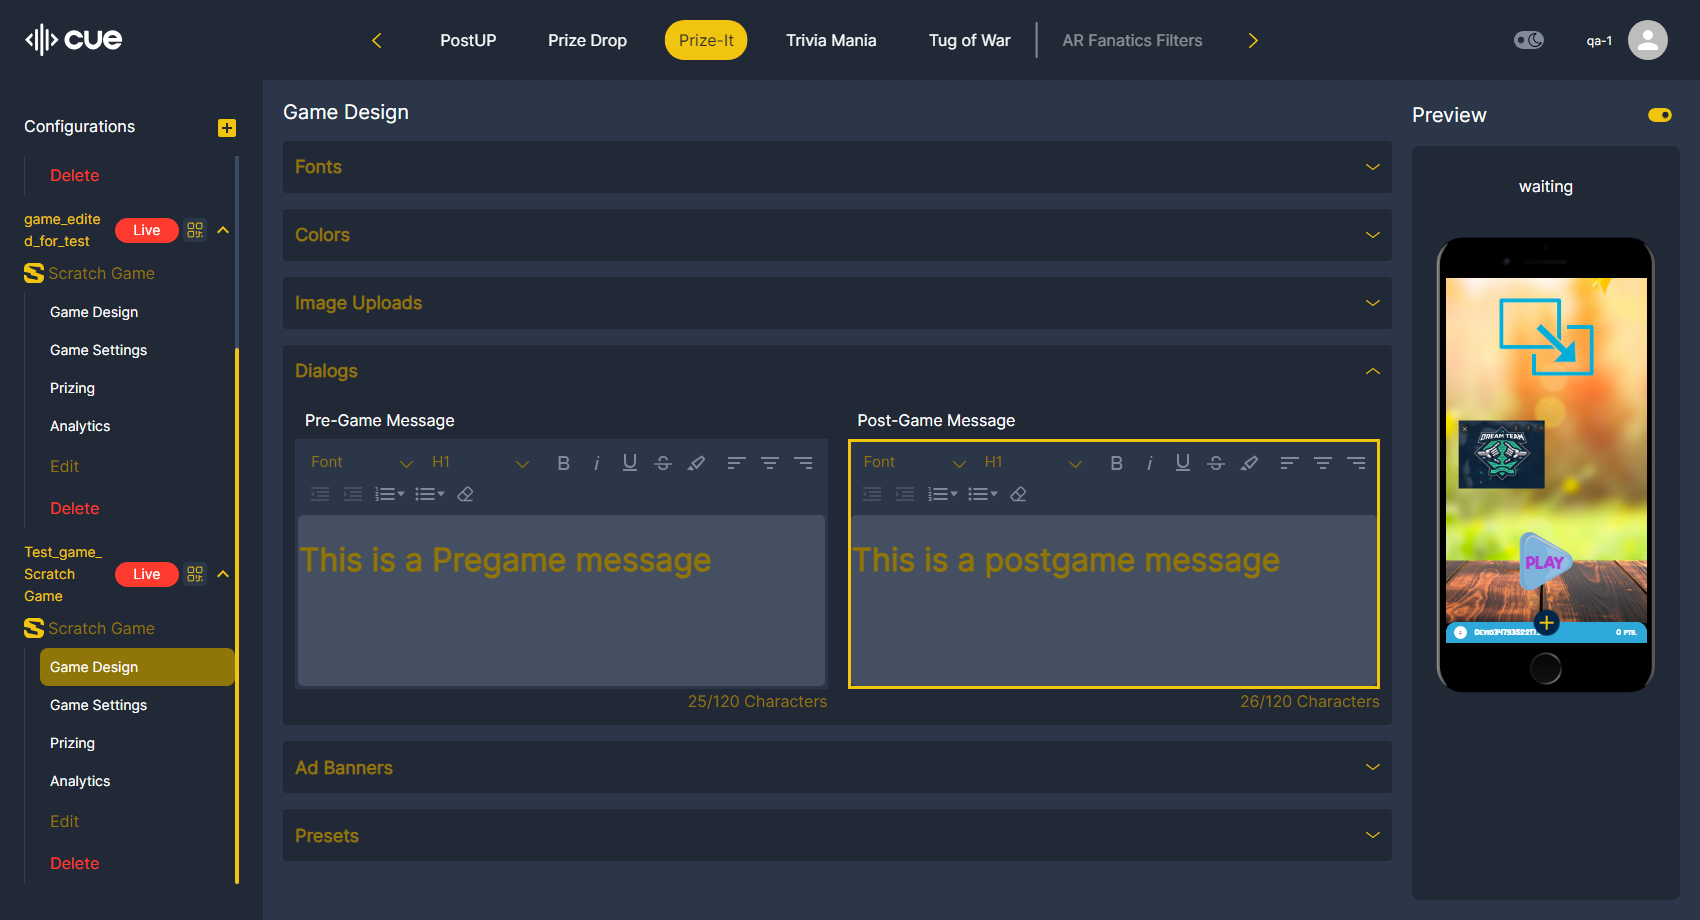 cue
PostUP
Prize Drop
Prize-It
Trivia Mania
Tug of War
AR Fanatics Filters
qa-1
Configurations
Delete
game_edite
d_for_test
Live
Scratch Game
Game Design
Game Settings
Prizing
Analytics
Edit
Delete
Test_game_
Scratch
Game
Live
Scratch Game
Game Design
Game Settings
Prizing
Analytics
Edit
Delete
Game Design
Fonts
Colors
Image Uploads
Dialogs
Pre-Game Message
Font
H1
B i U S
This is a Pregame message
25/120 Characters
Post-Game Message
Font
H1
B i U S
This is a postgame message
26/120 Characters
Ad Banners
Presets
Preview
waiting
DREAM TEAM
PLAY
0 PTS.